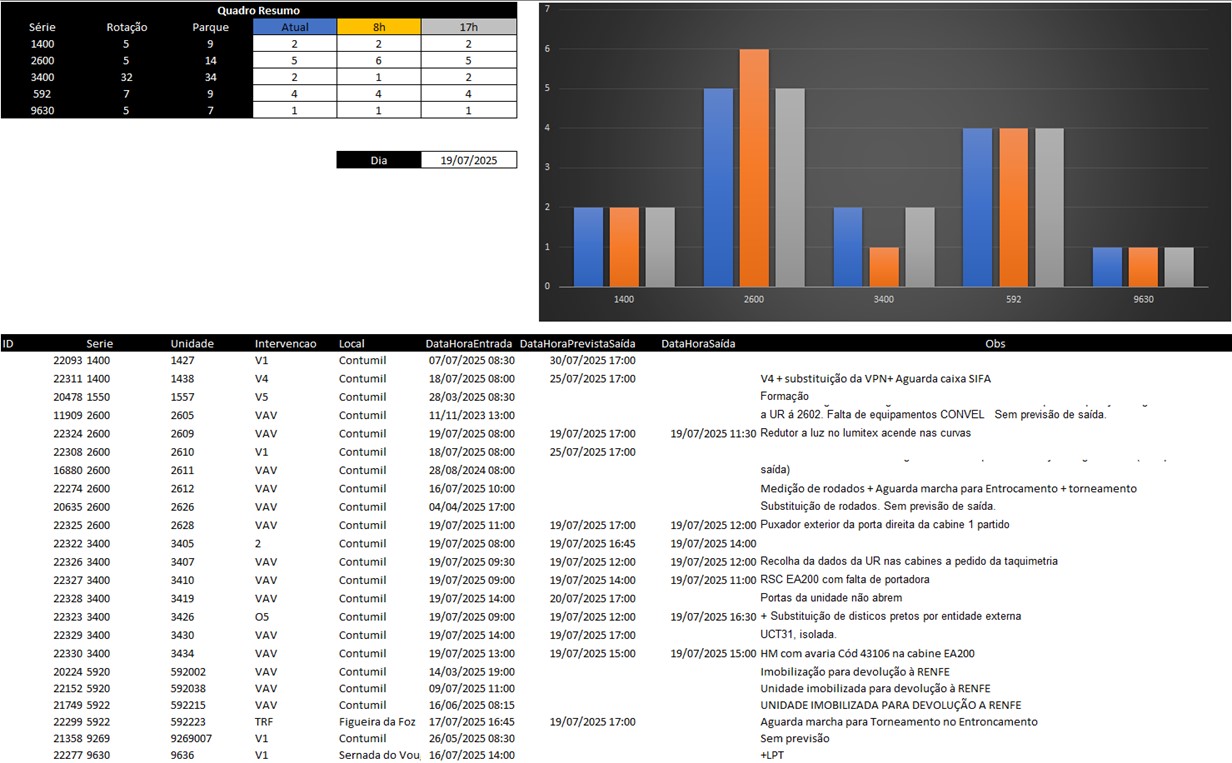 Quadro Resumo
Série Rotação Parque Atual 8h 17h
1400 5 9 2 2 2
2600 5 14 5 6 5
3400 32 34 2 1 2
592 7 9 4 4 4
9630 5 7 1 1 1
Dia 19/07/2025
7
6
5
4
3
2
1
0
1400 2600 3400 592 9630
ID Serie Unidade Intervencao Local DataHoraEntrada DataHoraPrevistaSaída DataHoraSaída Obs
22093 1400 1427 V1 Contumil 07/07/2025 08:30 30/07/2025 17:00
22311 1400 1438 V4 Contumil 18/07/2025 08:00 25/07/2025 17:00 V4 + substituição da VPN+ Aguarda caixa SIFA
20478 1550 1557 V5 Contumil 28/03/2025 08:30 Formação
11909 2600 2605 VAV Contumil 11/11/2023 13:00 a UR á 2602. Falta de equipamentos CONVEL Sem previsão de saída.
22324 2600 2609 VAV Contumil 19/07/2025 08:00 19/07/2025 17:00 19/07/2025 11:30 Redutor a luz no lumitex acende nas curvas
22308 2600 2610 V1 Contumil 18/07/2025 08:00 25/07/2025 17:00
16880 2600 2611 VAV Contumil 28/08/2024 08:00 saída)
22274 2600 2612 VAV Contumil 16/07/2025 10:00 Medição de rodados + Aguarda marcha para Entrocamento + torneamento
20635 2600 2626 VAV Contumil 04/04/2025 17:00 Substituição de rodados. Sem previsão de saída.
22325 2600 2628 VAV Contumil 19/07/2025 11:00 19/07/2025 17:00 19/07/2025 12:00 Puxador exterior da porta direita da cabine 1 partido
22322 3400 3405 2 Contumil 19/07/2025 08:00 19/07/2025 16:45 19/07/2025 14:00
22326 3400 3407 VAV Contumil 19/07/2025 09:30 19/07/2025 12:00 19/07/2025 12:00 Recolha da dados da UR nas cabines a pedido da taquimetria
22327 3400 3410 VAV Contumil 19/07/2025 09:00 19/07/2025 14:00 19/07/2025 11:00 RSC EA200 com falta de portadora
22328 3400 3419 VAV Contumil 19/07/2025 14:00 20/07/2025 17:00 Portas da unidade não abrem
22323 3400 3426 O5 Contumil 19/07/2025 09:00 19/07/2025 12:00 19/07/2025 16:30 + Substituição de disticos pretos por entidade externa
22329 3400 3430 VAV Contumil 19/07/2025 14:00 19/07/2025 17:00 UCT31, isolada.
22330 3400 3434 VAV Contumil 19/07/2025 13:00 19/07/2025 15:00 19/07/2025 15:00 HM com avaria Cód 43106 na cabine EA200
20224 5920 592002 VAV Contumil 14/03/2025 19:00 Imobilização para devolução à RENFE
22152 5920 592038 VAV Contumil 09/07/2025 11:00 Unidade imobilizada para devolução à RENFE
21749 5922 592215 VAV Contumil 16/06/2025 08:15 UNIDADE IMOBILIZADA PARA DEVOLUÇÃO A RENFE
22299 5922 592223 TRF Figueira da Foz 17/07/2025 16:45 19/07/2025 17:00 Aguarda marcha para Torneamento no Entroncamento
21358 9269 9269007 V1 Contumil 26/05/2025 08:30 Sem previsão
22277 9630 9636 V1 Sernada do Vou 16/07/2025 14:00 +LPT